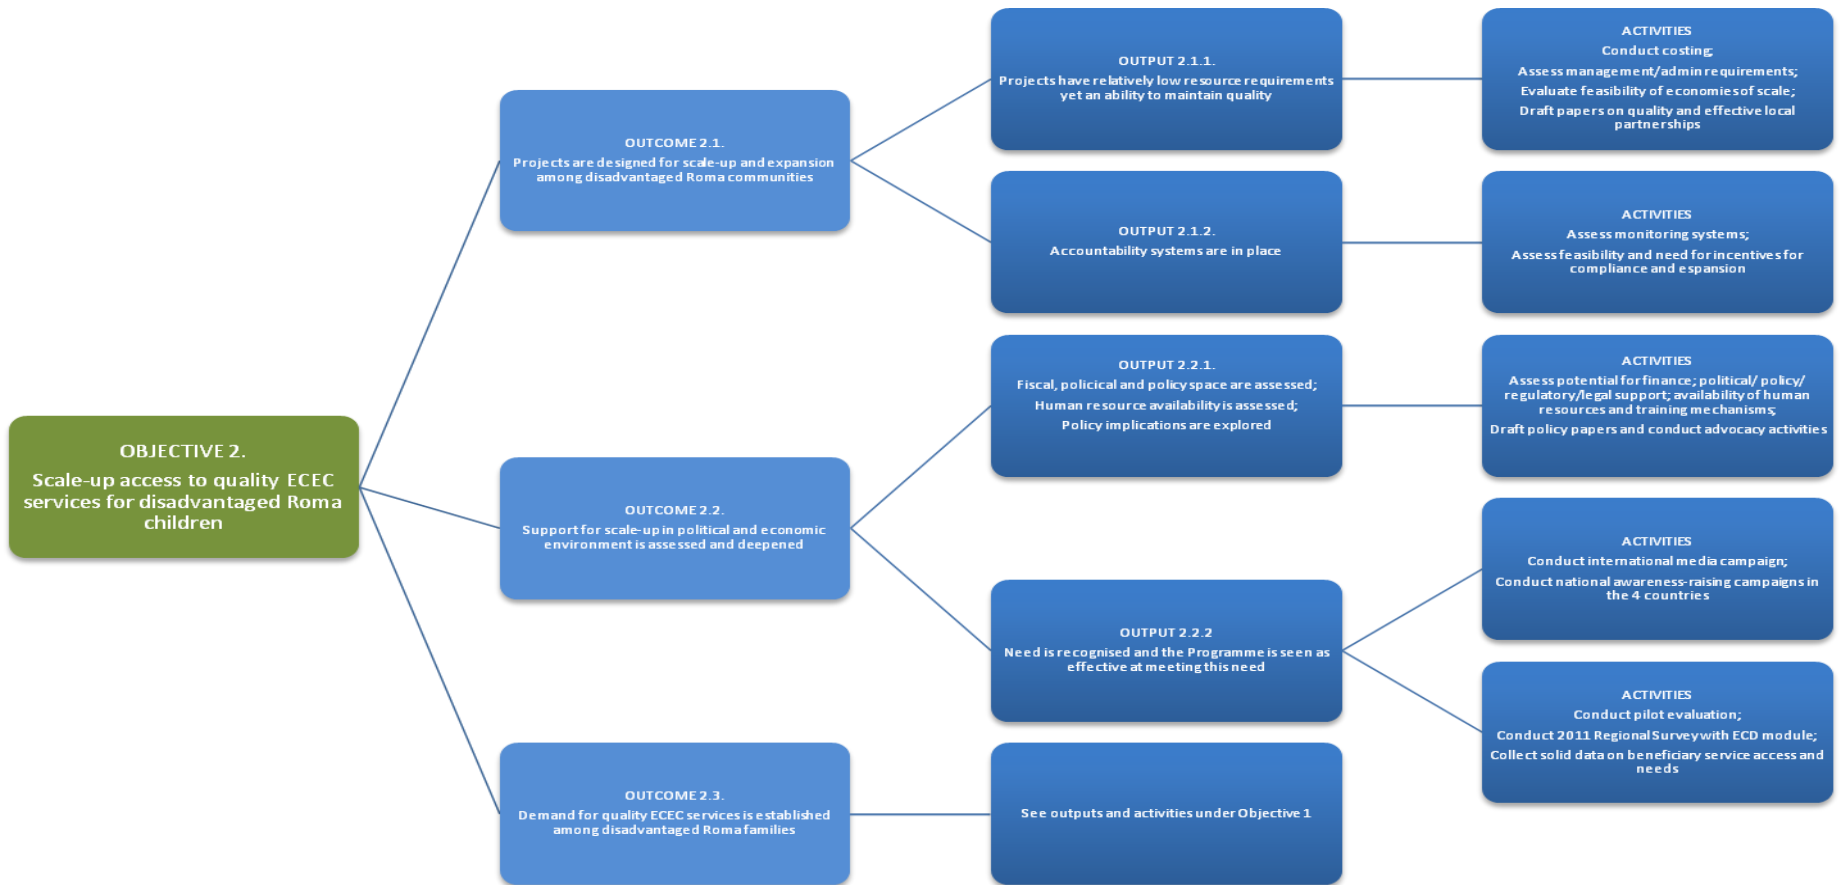 OBJECTIVE 2.
Scale-up access to quality ECEC
services for disadvantaged Roma
children
OUTCOME 2.1.
Projects are designed for scale-up and expansion
among disadvantaged Roma communities
OUTPUT 2.1.1.
Projects have relatively low resource requirements
yet an ability to maintain quality
ACTIVITIES
Conduct costing;
Assess management/admin requirements;
Evaluate feasibility of economies of scale;
Draft papers on quality and effective local
partnerships
OUTPUT 2.1.2.
Accountability systems are in place
ACTIVITIES
Assess monitoring systems;
Assess feasibility and need for incentives for
compliance and espansion
OUTCOME 2.2.
Support for scale-up in political and economic
environment is assessed and deepened
OUTPUT 2.2.1.
Fiscal, policical and policy space are assessed;
Human resource availability is assessed;
Policy implications are explored
ACTIVITIES
Assess potential for finance; political/ policy/
regulatory/legal support; availability of human
resources and training mechanisms;
Draft policy papers and conduct advocacy activities
OUTPUT 2.2.2
Need is recognised and the Programme is seen as
effective at meeting this need
ACTIVITIES
Conduct international media campaign;
Conduct national awareness-raising campaigns in
the 4 countries
ACTIVITIES
Conduct pilot evaluation;
Conduct 2011 Regional Survey with ECD module;
Collect solid data on beneficiary service access and
needs
OUTCOME 2.3.
Demand for quality ECEC services is established
among disadvantaged Roma families
See outputs and activities under Objective 1